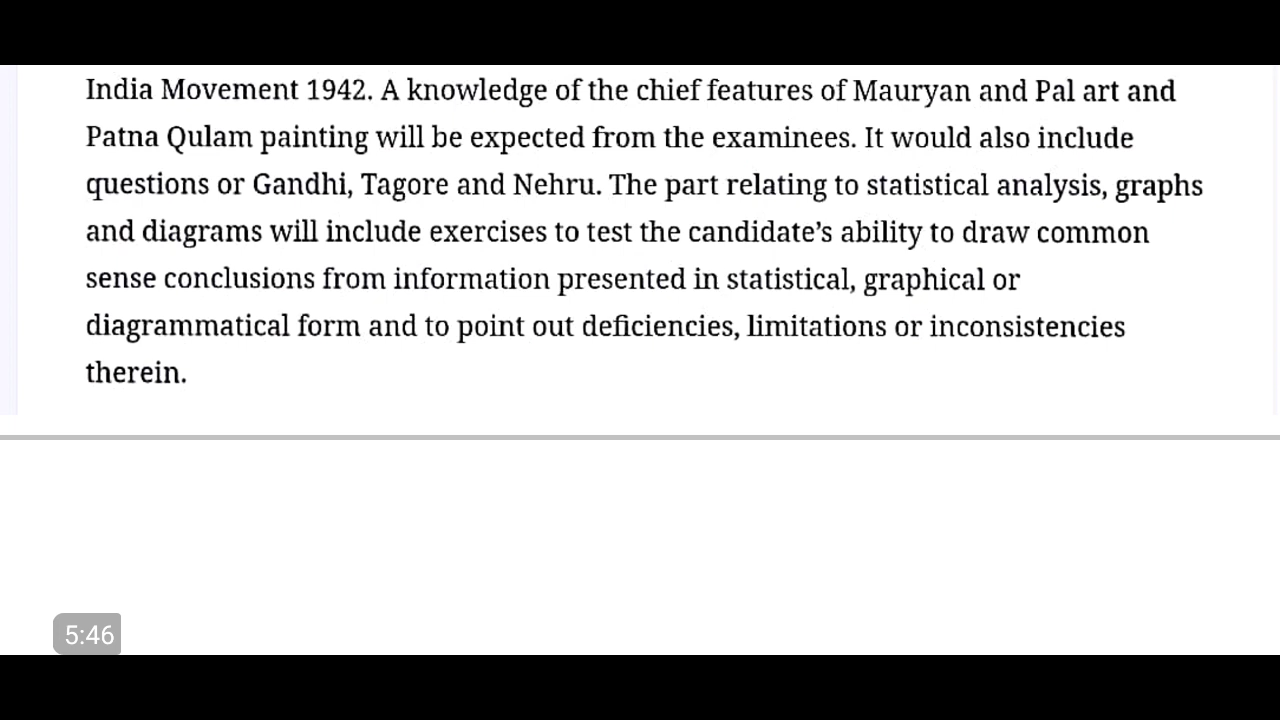 India Movement 1942. A knowledge of the chief features of Mauryan and Pal art and
Patna Qulam painting will be expected from the examinees. It would also include
questions or Gandhi, Tagore and Nehru. The part relating to statistical analysis, graphs
and diagrams will include exercises to test the candidate’s ability to draw common
sense conclusions from information presented in statistical, graphical or
diagrammatical form and to point out deficiencies, limitations or inconsistencies
therein.
5:46